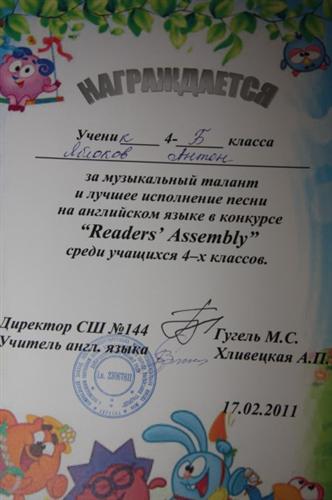 НАГРАЖДАЕТСЯ
Ученик 4-Б класса
Яблоков Антон
за музыкальный талант
и лучшее исполнение песни
на английском языке в конкурсе
“Readers’ Assembly”
среди учащихся 4–х классов.
Директор СШ №144 Гугель М.С.
Учитель англ. языка Хливецкая А.П.
17.02.2011